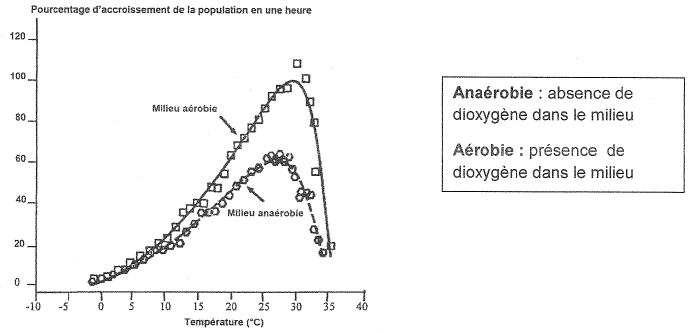 Pourcentage d'accroissement de la population en une heure
120
100
80
60
40
20
0
Milieu aérobie
Milieu anaérobie
-10 -5 0 5 10 15 20 25 30 35 40
Température (°C)
Anaérobie : absence de
dioxygène dans le milieu
Aérobie : présence de
dioxygène dans le milieu